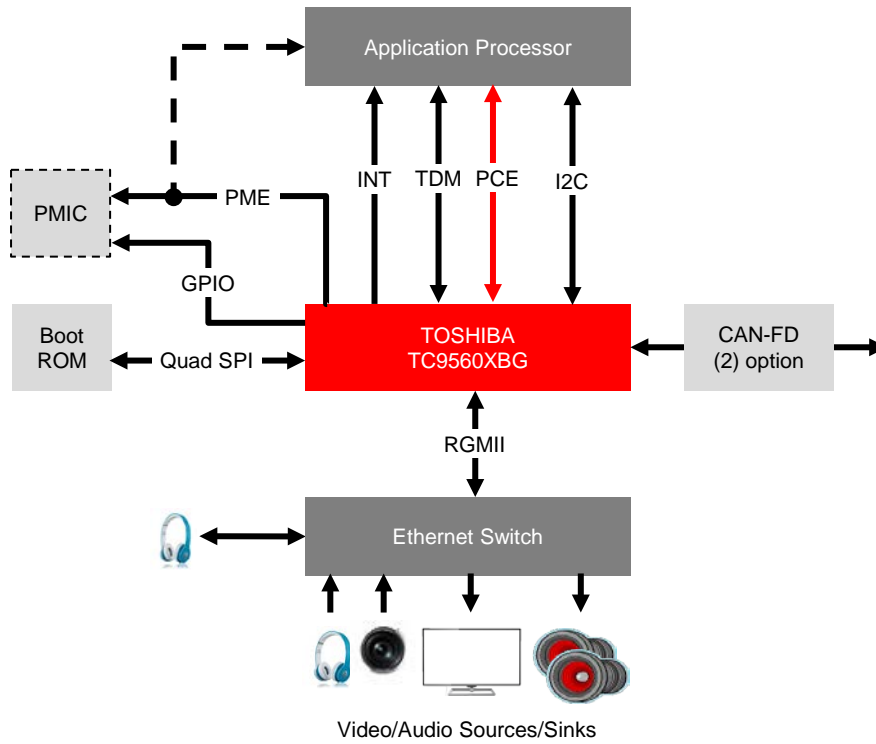 Application Processor
INT
TDM
PCE
I2C
PMIC
PME
GPIO
Boot
ROM
Quad SPI
TOSHIBA
TC9560XBG
CAN-FD
(2) option
RGMII
Ethernet Switch
Video/Audio Sources/Sinks